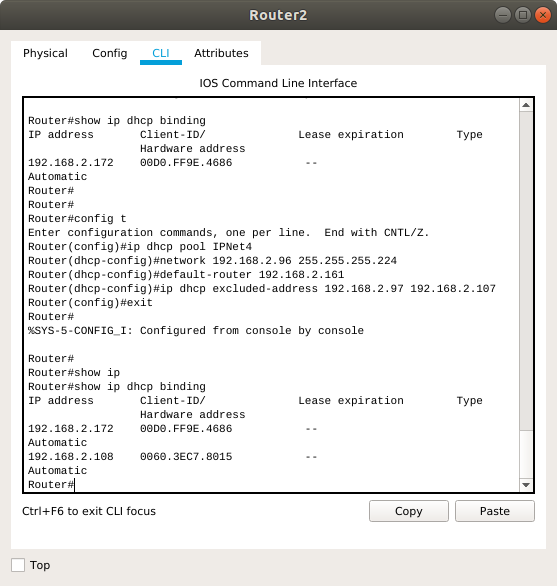 Router2
Physical Config CLI Attributes
IOS Command Line Interface
Router#show ip dhcp binding
IP address Client-ID/ Lease expiration Type
Hardware address
192.168.2.172 00D0.FF9E.4686 --
Automatic
Router#
Router#
Router#config t
Enter configuration commands, one per line. End with CNTL/Z.
Router(config)#ip dhcp pool IPNet4
Router(dhcp-config)#network 192.168.2.96 255.255.255.224
Router(dhcp-config)#default-router 192.168.2.161
Router(dhcp-config)#ip dhcp excluded-address 192.168.2.97 192.168.2.107
Router(config)#exit
Router#
%SYS-5-CONFIG_I: Configured from console by console
Router#
Router#show ip
Router#show ip dhcp binding
IP address Client-ID/ Lease expiration Type
Hardware address
192.168.2.172 00D0.FF9E.4686 --
Automatic
192.168.2.108 0060.3EC7.8015 --
Automatic
Router#
Ctrl+F6 to exit CLI focus Copy Paste
Top